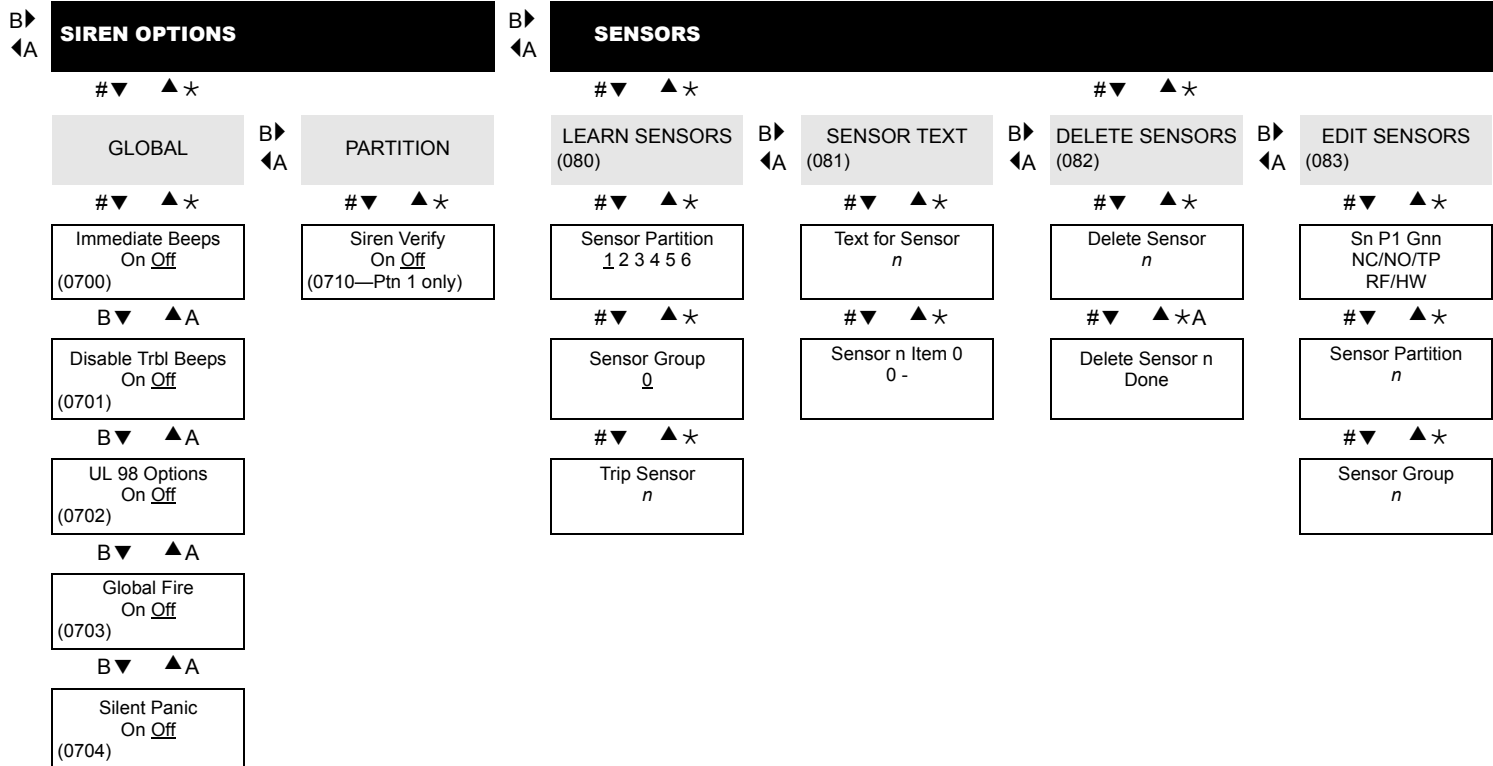 B▶ SIREN OPTIONS B▶ SENSORS
◀A ◀A
#▼ ▲☆ #▼ ▲☆ #▼ ▲☆
GLOBAL B▶ PARTITION LEARN SENSORS B▶ SENSOR TEXT B▶ DELETE SENSORS B▶ EDIT SENSORS
◀A (080) ◀A (081) ◀A (082) ◀A (083)
#▼ ▲☆ #▼ ▲☆ #▼ ▲☆ #▼ ▲☆ #▼ ▲☆ #▼ ▲☆
Immediate Beeps Siren Verify Sensor Partition Text for Sensor Delete Sensor Sn P1 Gnn
On Off On Off 1 2 3 4 5 6 n n NC/NO/TP
(0700) (0710—Ptn 1 only) RF/HW
B▼ ▲A #▼ ▲☆ #▼ ▲☆ #▼ ▲☆A #▼ ▲☆
Disable Trbl Beeps Sensor Group Sensor n Item 0 Delete Sensor n Sensor Partition
On Off 0 0 - Done n
(0701)
B▼ ▲A #▼ ▲☆ #▼ ▲☆
UL 98 Options Trip Sensor Sensor Group
On Off n n
(0702)
B▼ ▲A
Global Fire
On Off
(0703)
B▼ ▲A
Silent Panic
On Off
(0704)